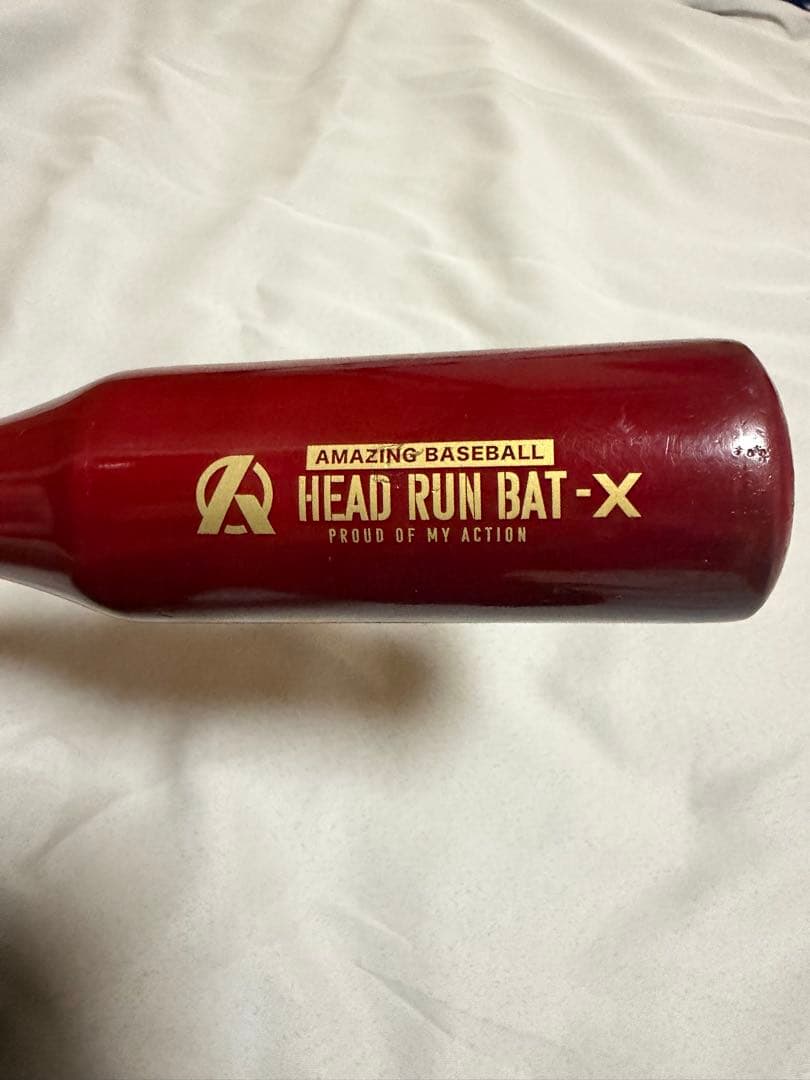 AMAZING BASEBALL
HEAD RUN BAT-X
PROUD OF MY ACTION